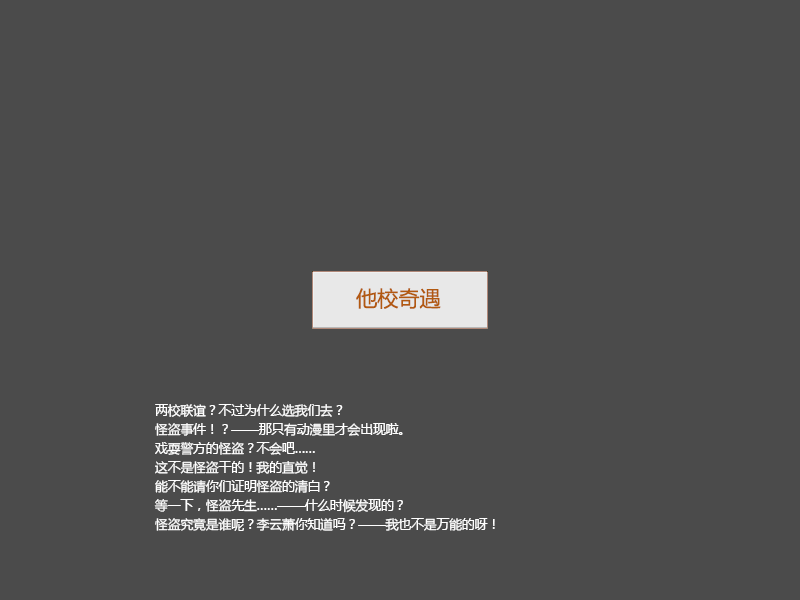 他校奇遇
两校联谊？不过为什么选我们去？
怪盗事件！？——那只有动漫里才会出现啦。
戏耍警方的怪盗？不会吧……
这不是怪盗干的！我的直觉！
能不能请你们证明怪盗的清白？
等一下，怪盗先生……——什么时候发现的？
怪盗究竟是谁呢？李云萧你知道吗？——我也不是万能的呀！